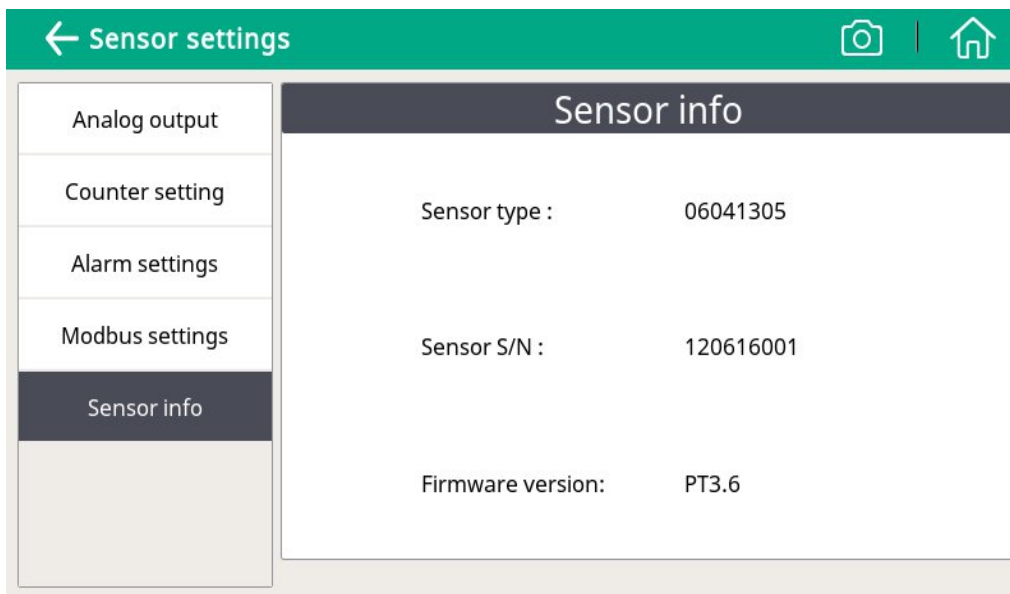 Sensor settings
Analog output
Counter setting
Alarm settings
Modbus settings
Sensor info
Sensor info
Sensor type : 06041305
Sensor S/N : 120616001
Firmware version: PT3.6